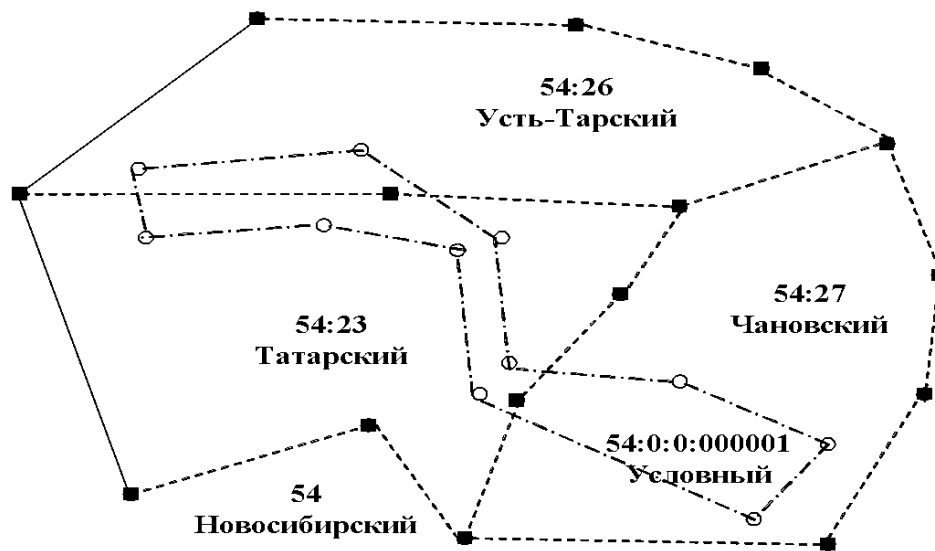 54:26
Усть-Тарский
54:27
Чановский
54:23
Татарский
54:0:0:000001
Условный
54
Новосибирский